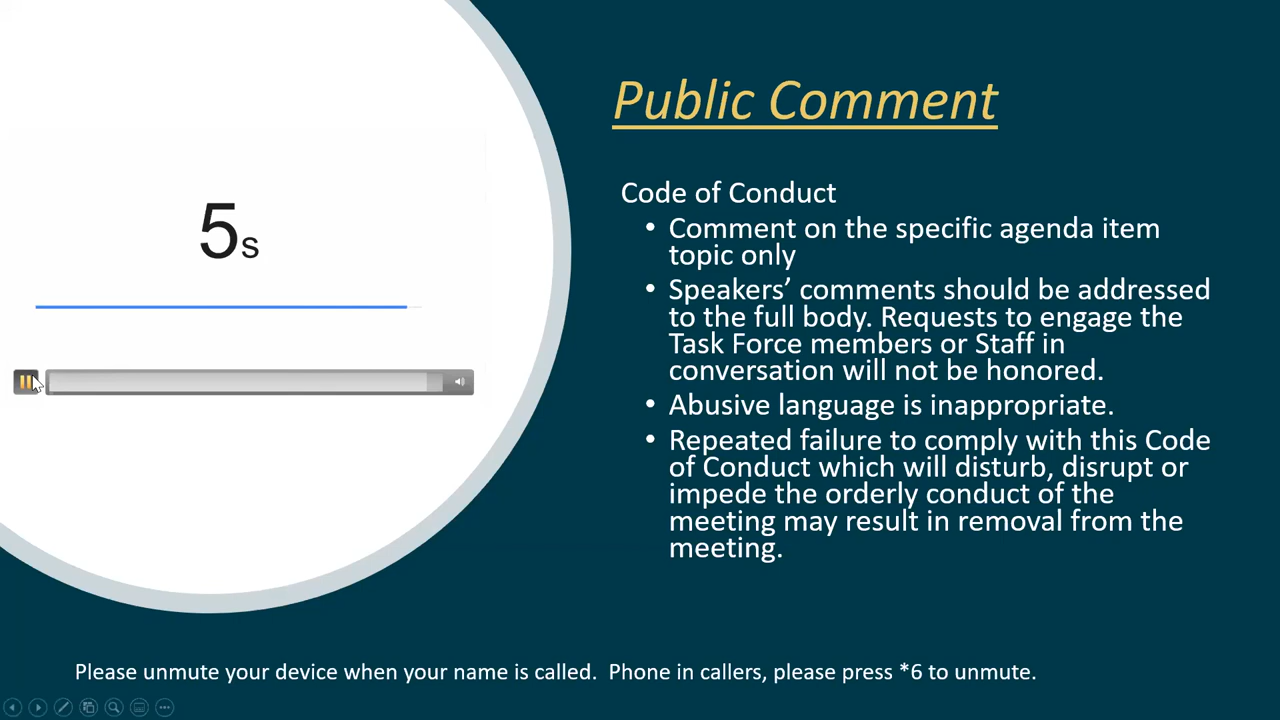 Public Comment
5s
Code of Conduct
• Comment on the specific agenda item
topic only
• Speakers’ comments should be addressed
to the full body. Requests to engage the
Task Force members or Staff in
conversation will not be honored.
• Abusive language is inappropriate.
• Repeated failure to comply with this Code
of Conduct which will disturb, disrupt or
impede the orderly conduct of the
meeting may result in removal from the
meeting.
Please unmute your device when your name is called.  Phone in callers, please press *6 to unmute.